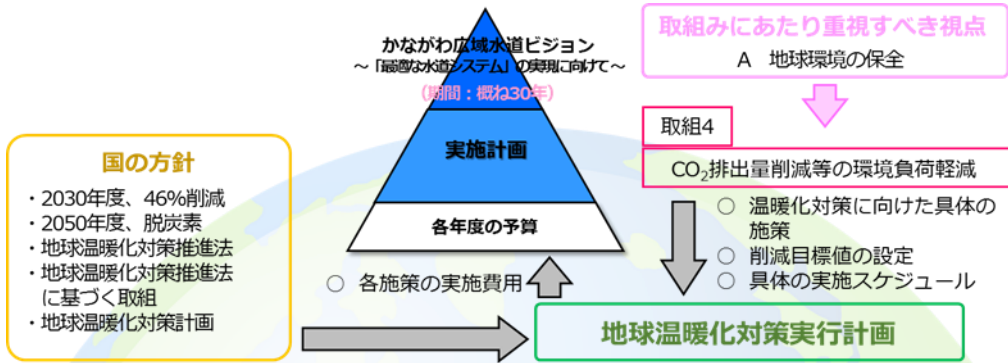 かながわ広域水道ビジョン
～「最適な水道システム」の実現に向けて～
（期間：概ね30年）
実施計画
各年度の予算
取組みにあたり重視すべき視点
A 地球環境の保全
取組4
CO₂排出量削減等の環境負荷軽減
○ 温暖化対策に向けた具体の
施策
○ 削減目標値の設定
○ 具体の実施スケジュール
国の方針
・2030年度、46%削減
・2050年度、脱炭素
・地球温暖化対策推進法
・地球温暖化対策推進法
に基づく取組
・地球温暖化対策計画
○ 各施策の実施費用
地球温暖化対策実行計画